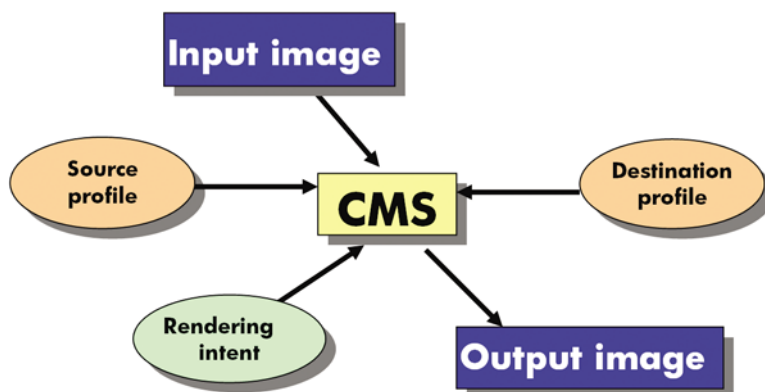 Input image
Source
profile
Destination
profile
CMS
Rendering
intent
Output image